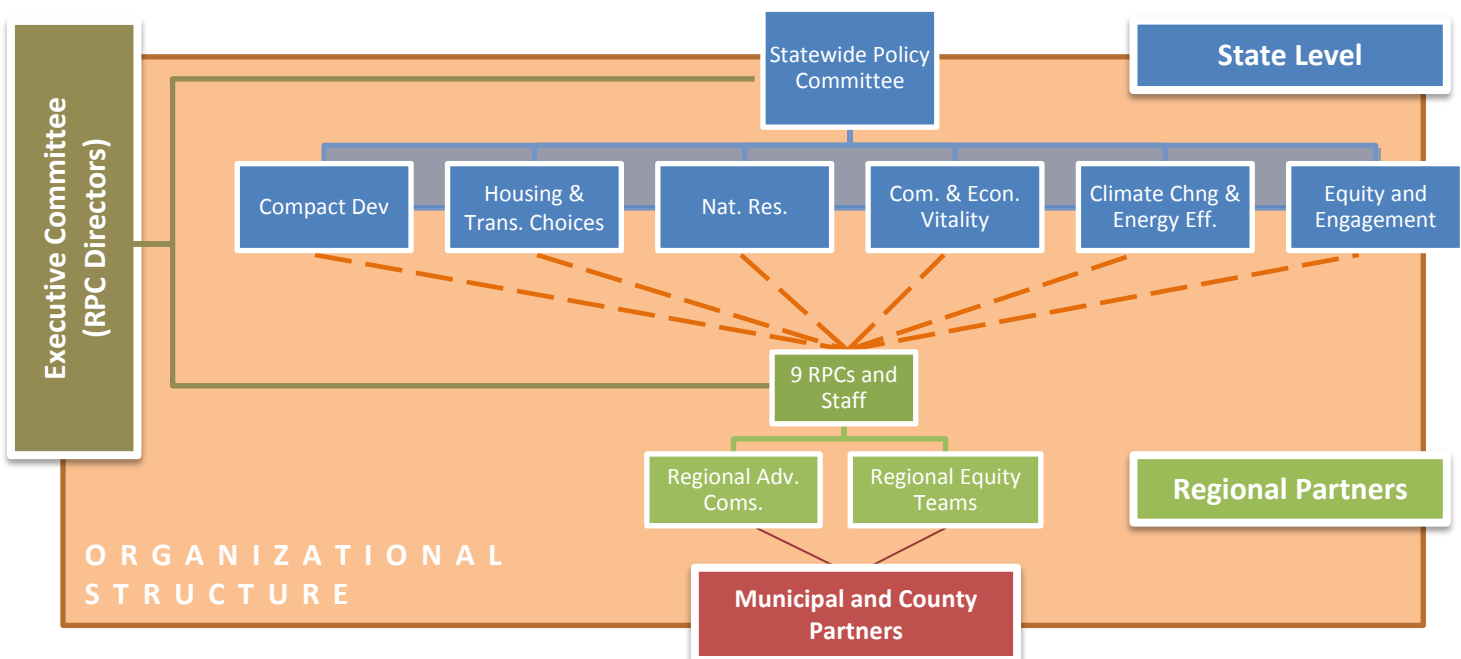 Executive Committee
(RPC Directors)
Statewide Policy
Committee
State Level
Compact Dev
Housing &
Trans. Choices
Nat. Res.
Com. & Econ.
Vitality
Climate Chng &
Energy Eff.
Equity and
Engagement
9 RPCs and
Staff
Regional Adv.
Coms.
Regional Equity
Teams
Regional Partners
ORGANIZATIONAL
STRUCTURE
Municipal and County
Partners